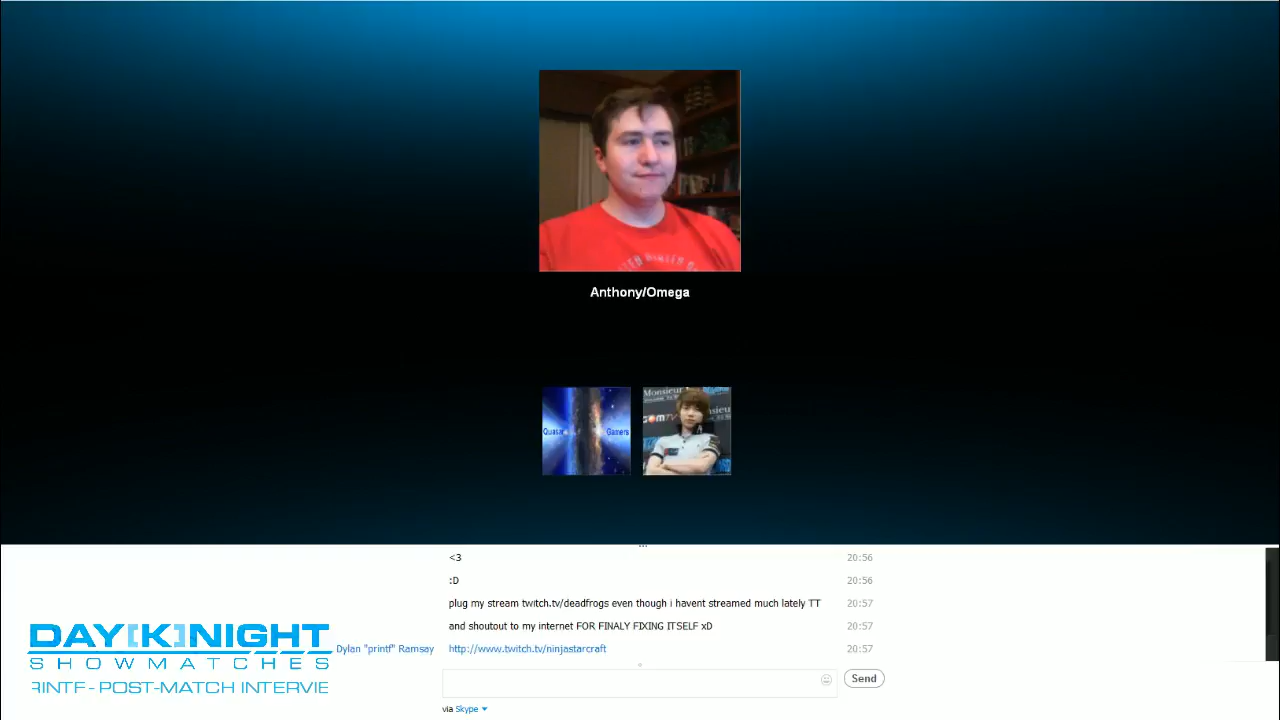 Anthony/Omega
Quasar Gamers
Monsieur
GOMTV
<3 20:56
:D 20:56
plug my stream twitch.tv/deadfrogs even though i havent streamed much lately TT 20:57
and shoutout to my internet FOR FINALY FIXING ITSELF xD 20:57
Dylan "printf" Ramsay http://www.twitch.tv/ninjastarcraft 20:57
Send
via Skype
DAY[K]NIGHT
SHOWMATCHES
RINTF - POST-MATCH INTERVIE